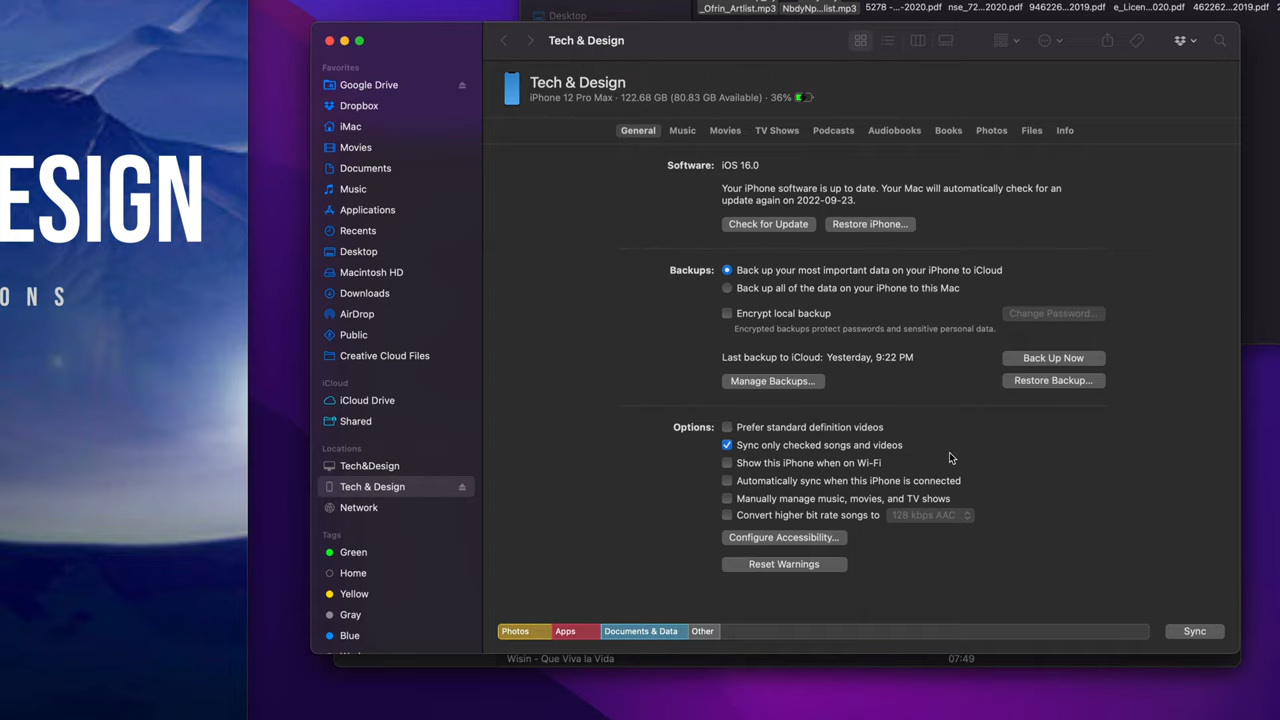 Desktop
_Ofrin_Artlist.mp3 NbdyNp...list.mp3 5278 -...-2020.pdf nse_72...2020.pdf 946226...2019.pdf e_Licen...020.pdf 462262...2019.pdf
ESIGN
ONS
Tech & Design
Favorites
Google Drive
Dropbox
iMac
Movies
Documents
Music
Applications
Recents
Desktop
Macintosh HD
Downloads
AirDrop
Public
Creative Cloud Files
iCloud
iCloud Drive
Shared
Locations
Tech&Design
Tech & Design
Network
Tags
Green
Home
Yellow
Gray
Blue
Tech & Design
iPhone 12 Pro Max · 122.68 GB (80.83 GB Available) · 36%
General Music Movies TV Shows Podcasts Audiobooks Books Photos Files Info
Software: iOS 16.0
Your iPhone software is up to date. Your Mac will automatically check for an
update again on 2022-09-23.
Check for Update Restore iPhone...
Backups: Back up your most important data on your iPhone to iCloud
Back up all of the data on your iPhone to this Mac
Encrypt local backup Change Password...
Encrypted backups protect passwords and sensitive personal data.
Last backup to iCloud: Yesterday, 9:22 PM Back Up Now
Manage Backups... Restore Backup...
Options: Prefer standard definition videos
Sync only checked songs and videos
Show this iPhone when on Wi-Fi
Automatically sync when this iPhone is connected
Manually manage music, movies, and TV shows
Convert higher bit rate songs to 128 kbps AAC
Configure Accessibility...
Reset Warnings
Photos Apps Documents & Data Other Sync
Wisin - Que Viva la Vida 07:49